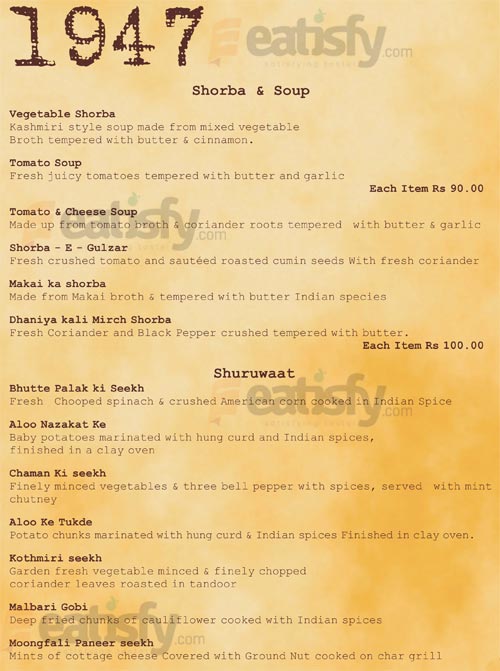 1947
eatisfy.com
satisfying tastes
Shorba & Soup
Vegetable Shorba
Kashmiri style soup made from mixed vegetable
Broth tempered with butter & cinnamon.
Tomato Soup
Fresh juicy tomatoes tempered with butter and garlic
Each Item Rs 90.00
Tomato & Cheese Soup
Made up from tomato broth & coriander roots tempered with butter & garlic
eatisfy.com
Shorba - E - Gulzar
Fresh crushed tomato and sautéed roasted cumin seeds With fresh coriander
Makai ka shorba
Made from Makai broth & tempered with butter Indian species
Dhaniya kali Mirch Shorba
Fresh Coriander and Black Pepper crushed tempered with butter.
Each Item Rs 100.00
Shuruwaat
Bhutte Palak ki Seekh
Fresh Chooped spinach & crushed American corn cooked in Indian Spice
eatisfy.com
Aloo Nazakat Ke
Baby potatoes marinated with hung curd and Indian spices,
finished in a clay oven
Chaman Ki seekh
Finely minced vegetables & three bell pepper with spices, served with mint
chutney
Aloo Ke Tukde
Potato chunks marinated with hung curd & Indian spices Finished in clay oven.
Kothmiri seekh
Garden fresh vegetable minced & finely chopped
coriander leaves roasted in tandoor
Malbari Gobi
Deep fried chunks of cauliflower cooked with Indian spices
eatisfy.com
Moongfali Paneer seekh
Mints of cottage cheese Covered with Ground Nut cooked on char grill